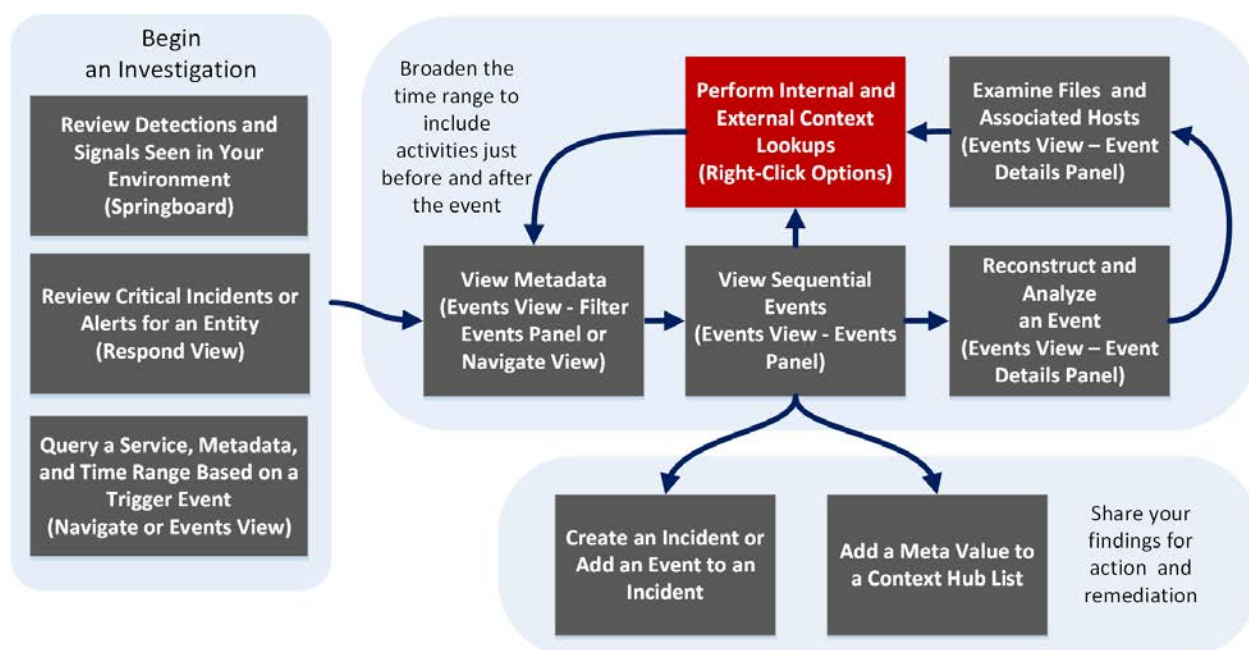 Begin
an Investigation
Review Detections and
Signals Seen in Your
Environment
(Springboard)
Review Critical Incidents or
Alerts for an Entity
(Respond View)
Query a Service, Metadata,
and Time Range Based on a
Trigger Event
(Navigate or Events View)
Broaden the
time range to
include
activities just
before and after
the event
Perform Internal and
External Context
Lookups
(Right-Click Options)
Examine Files and
Associated Hosts
(Events View – Event
Details Panel)
View Metadata
(Events View - Filter
Events Panel or
Navigate View)
View Sequential
Events
(Events View - Events
Panel)
Reconstruct and
Analyze
an Event
(Events View – Event
Details Panel)
Create an Incident or
Add an Event to an
Incident
Add a Meta Value to
a Context Hub List
Share your
findings for
action and
remediation